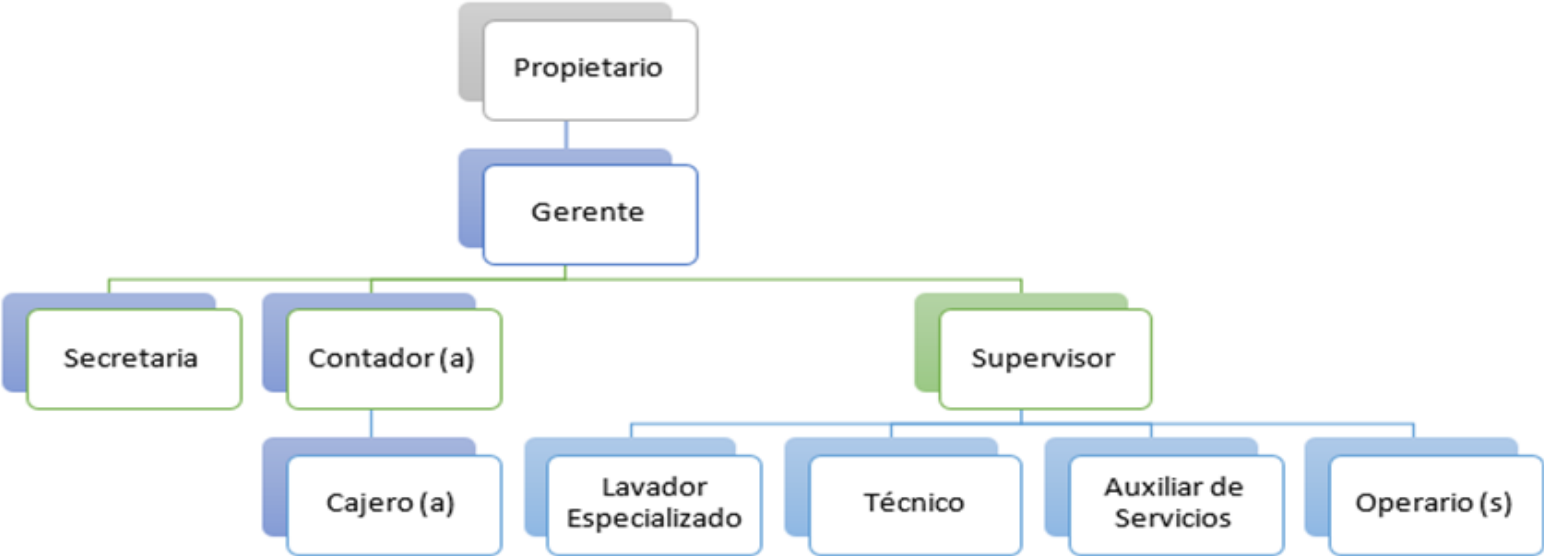 Propietario
Gerente
Secretaria
Contador (a)
Supervisor
Cajero (a)
Lavador
Especializado
Técnico
Auxiliar de
Servicios
Operario (s)